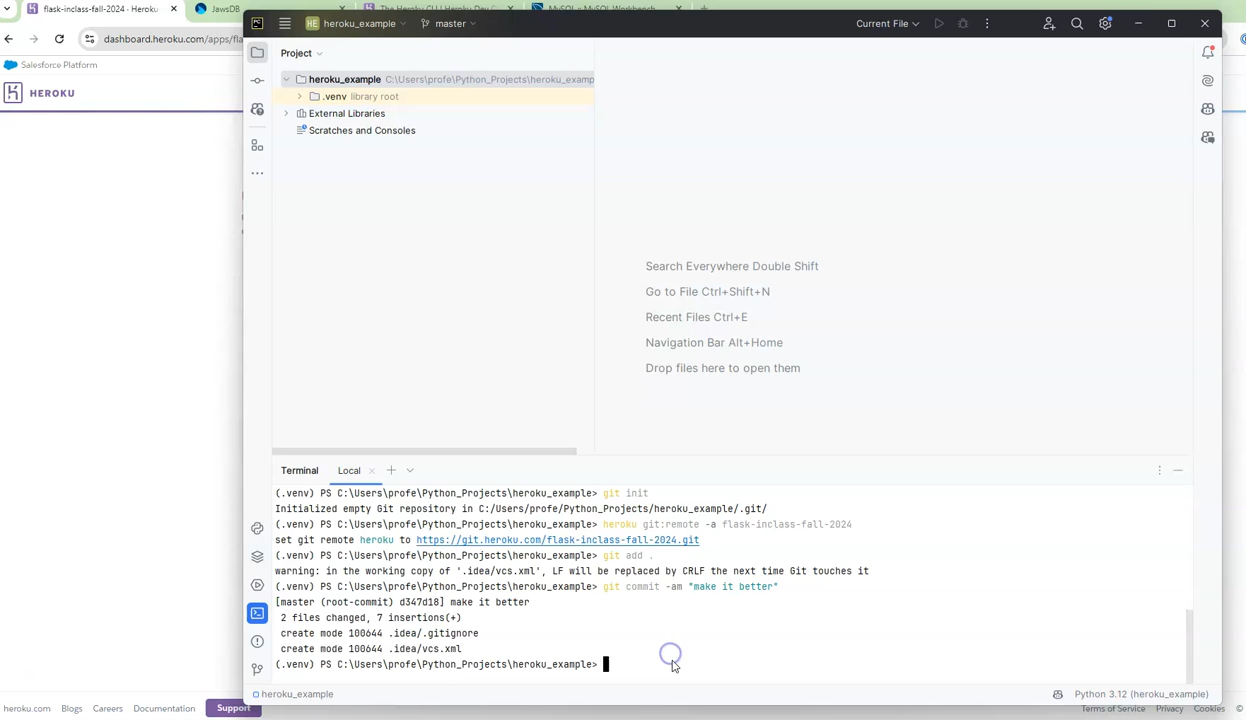 flask-inclass-fall-2024 · Heroku
JawsDB
The Heroku CLI | Heroku Dev C
MySQL :: MySQL Workbench
dashboard.heroku.com/apps/fl
Salesforce Platform
HEROKU
HE heroku_example
master
Current File
Project
heroku_example C:\Users\profe\Python_Projects\heroku_examp
.venv library root
External Libraries
Scratches and Consoles
Search Everywhere Double Shift
Go to File Ctrl+Shift+N
Recent Files Ctrl+E
Navigation Bar Alt+Home
Drop files here to open them
Terminal
Local
(.venv) PS C:\Users\profe\Python_Projects\heroku_example> git init
Initialized empty Git repository in C:/Users/profe/Python_Projects/heroku_example/.git/
(.venv) PS C:\Users\profe\Python_Projects\heroku_example> heroku git:remote -a flask-inclass-fall-2024
set git remote heroku to https://git.heroku.com/flask-inclass-fall-2024.git
(.venv) PS C:\Users\profe\Python_Projects\heroku_example> git add .
warning: in the working copy of '.idea/vcs.xml', LF will be replaced by CRLF the next time Git touches it
(.venv) PS C:\Users\profe\Python_Projects\heroku_example> git commit -am "make it better"
[master (root-commit) d347d18] make it better
2 files changed, 7 insertions(+)
create mode 100644 .idea/.gitignore
create mode 100644 .idea/vcs.xml
(.venv) PS C:\Users\profe\Python_Projects\heroku_example>
heroku_example
Python 3.12 (heroku_example)
heroku.com
Blogs
Careers
Documentation
Support
Terms of Service
Privacy
Cookies
©